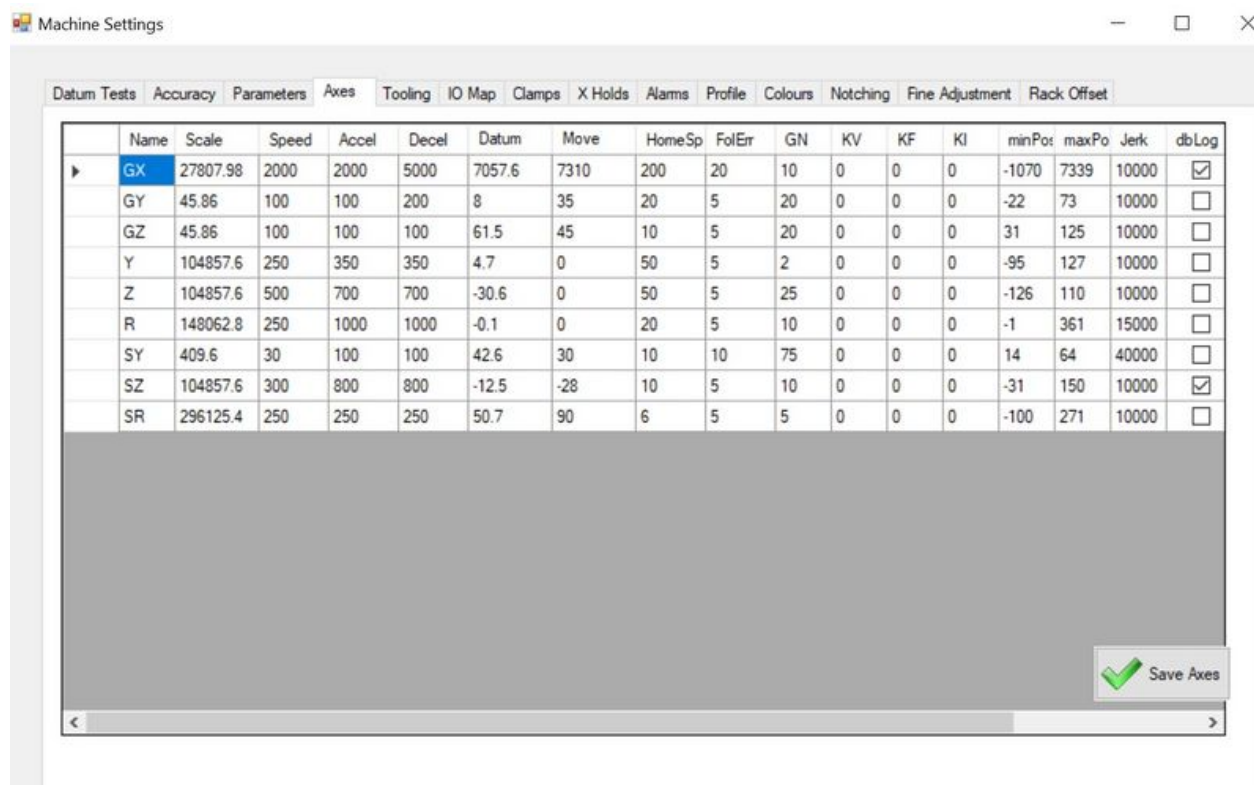 Machine Settings
Datum Tests Accuracy Parameters Axes Tooling IO Map Clamps X Holds Alarms Profile Colours Notching Fine Adjustment Rack Offset
Name Scale Speed Accel Decel Datum Move HomeSp FolErr GN KV KF KI minPos maxPo Jerk dbLog
GX 27807.98 2000 2000 5000 7057.6 7310 200 20 10 0 0 0 -1070 7339 10000
GY 45.86 100 100 200 8 35 20 5 20 0 0 0 -22 73 10000
GZ 45.86 100 100 100 61.5 45 10 5 20 0 0 0 31 125 10000
Y 104857.6 250 350 350 4.7 0 50 5 2 0 0 0 -95 127 10000
Z 104857.6 500 700 700 -30.6 0 50 5 25 0 0 0 -126 110 10000
R 148062.8 250 1000 1000 -0.1 0 20 5 10 0 0 0 -1 361 15000
SY 409.6 30 100 100 42.6 30 10 10 75 0 0 0 14 64 40000
SZ 104857.6 300 800 800 -12.5 -28 10 5 10 0 0 0 -31 150 10000
SR 296125.4 250 250 250 50.7 90 6 5 5 0 0 0 -100 271 10000
Save Axes